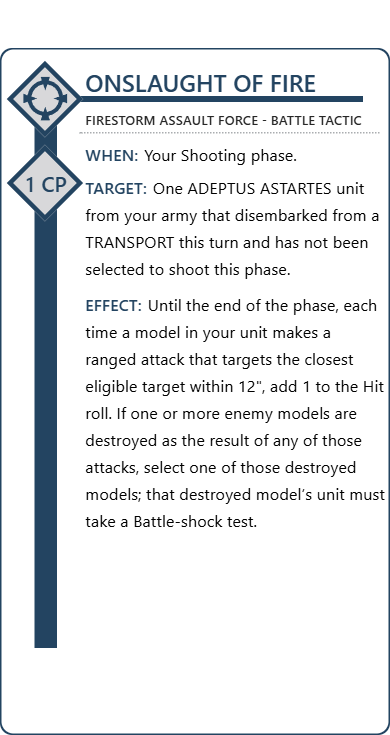 ONSLAUGHT OF FIRE
FIRESTORM ASSAULT FORCE - BATTLE TACTIC
WHEN: Your Shooting phase.
1 CP
TARGET: One ADEPTUS ASTARTES unit
from your army that disembarked from a
TRANSPORT this turn and has not been
selected to shoot this phase.
EFFECT: Until the end of the phase, each
time a model in your unit makes a
ranged attack that targets the closest
eligible target within 12", add 1 to the Hit
roll. If one or more enemy models are
destroyed as the result of any of those
attacks, select one of those destroyed
models; that destroyed model's unit must
take a Battle-shock test.